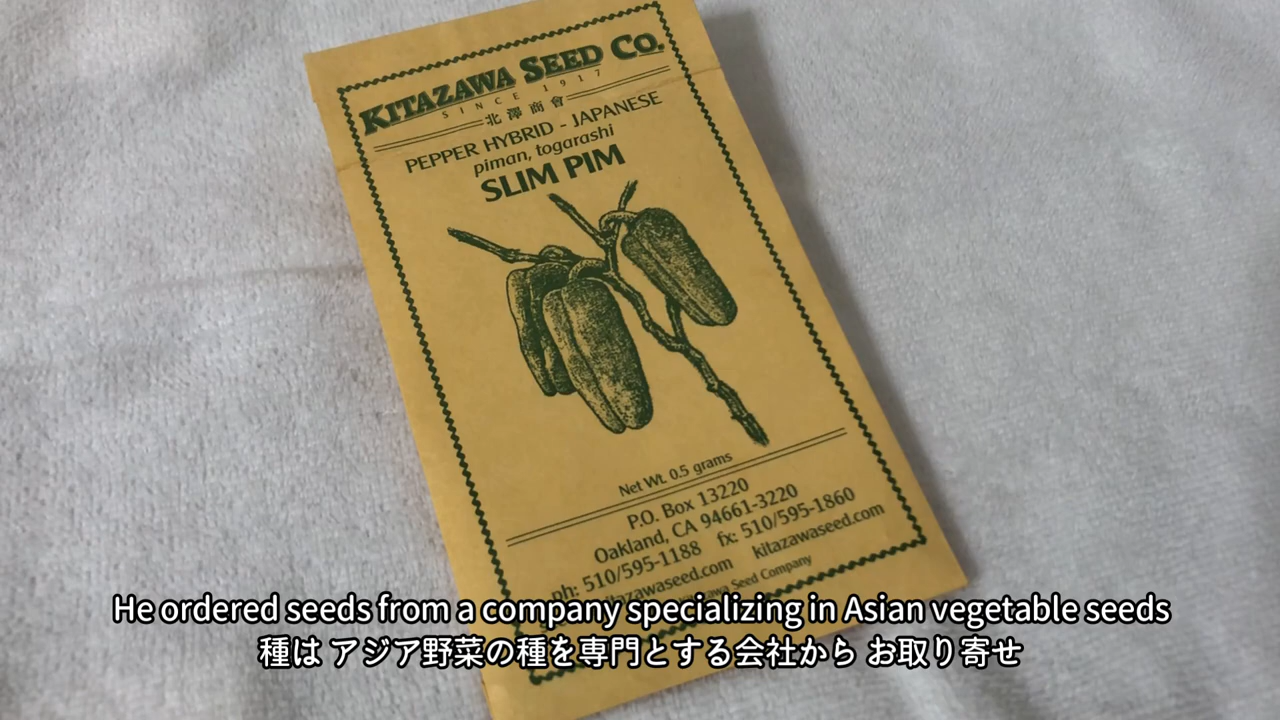 KITAZAWA SEED CO.
SINCE 1917
北澤商會
PEPPER HYBRID - JAPANESE
piman, togarashi
SLIM PIM
Net Wt. 0.5 grams
P.O. Box 13220
Oakland, CA 94661-3220
ph: 510/595-1188 fx: 510/595-1860
kitazawaseed.com kitazawaseed.com
Seed Company
He ordered seeds from a company specializing in Asian vegetable seeds
種は アジア野菜の種を専門とする会社から お取り寄せ